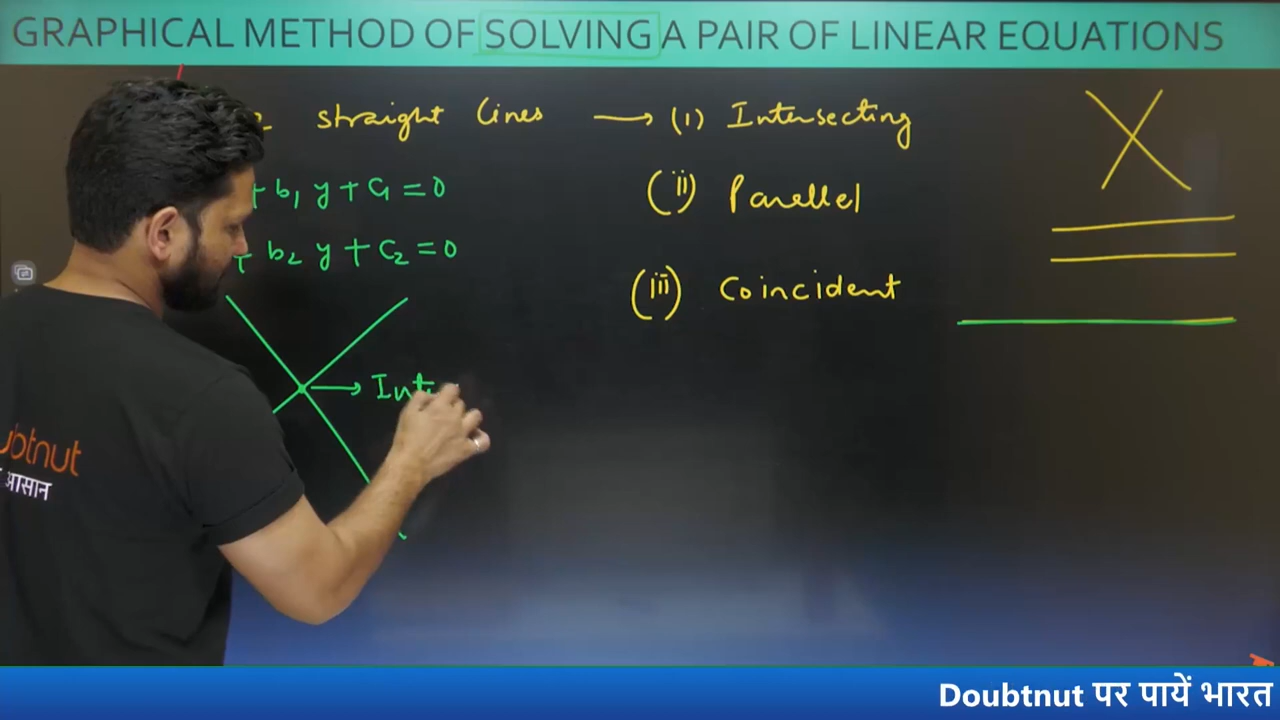 GRAPHICAL METHOD OF SOLVING A PAIR OF LINEAR EQUATIONS
straight lines → (i) Intersecting
+ b₁ y + C₁ = 0
(ii) Parellel
+ b₂ y + C₂ = 0
(iii) Coincident
→ Inte
ubtnut
आसान
Doubtnut पर पायें भारत